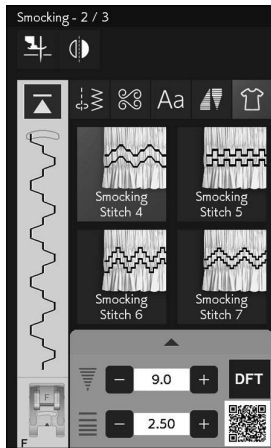 Smocking - 2 / 3
Aa
Smocking
Stitch 4
Smocking
Stitch 5
Smocking
Stitch 6
Smocking
Stitch 7
9.0
DFT
2.50
F
F